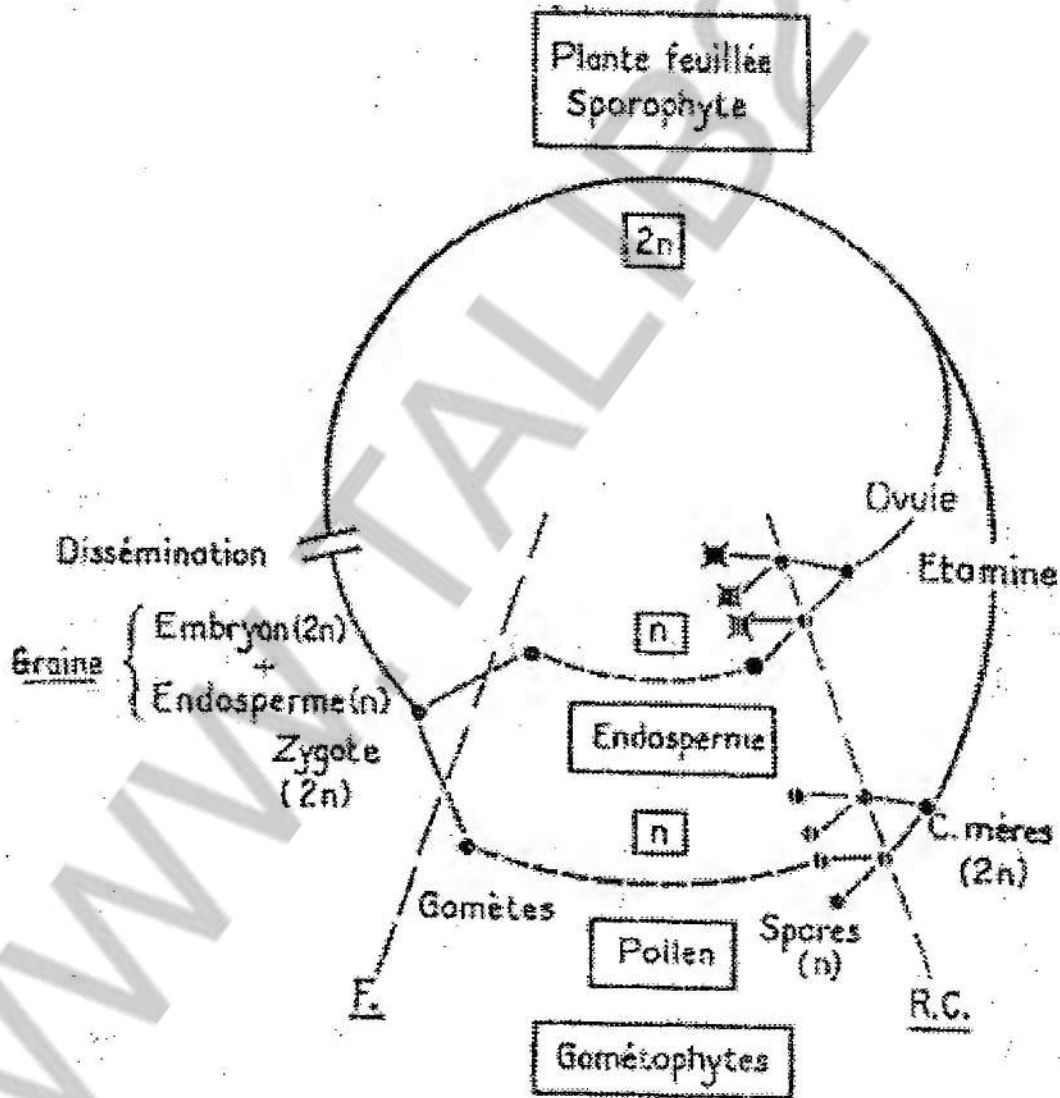 Plante feuillée
Sporophyte
2n
Ovule
Etamine
Dissémination
Graine { Embryon (2n)
+
Endosperme (n)
Zygote
(2n)
n
Endosperme
n
C. mères
(2n)
Gamètes
Spores
(n)
Pollen
F.
R.C.
Gamétophytes